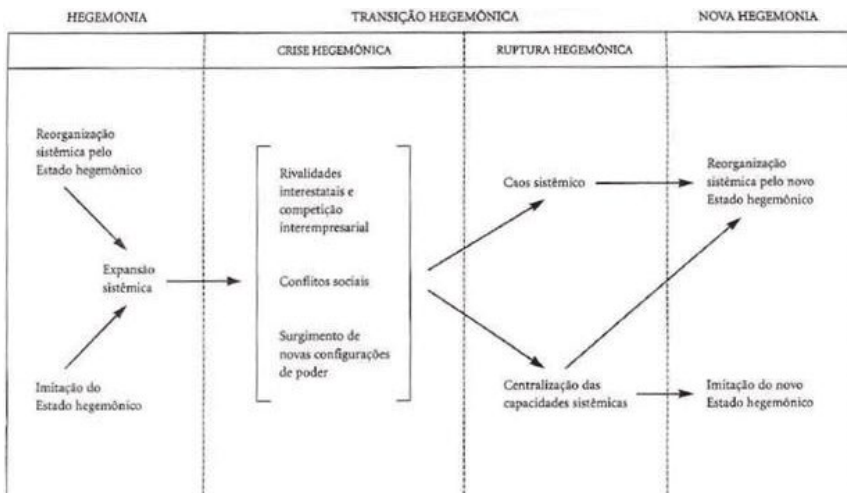 HEGEMONIA
TRANSIÇÃO HEGEMÔNICA
NOVA HEGEMONIA
CRISE HEGEMÔNICA
RUPTURA HEGEMÔNICA
Reorganização
sistêmica pelo
Estado hegemônico
Expansão
sistêmica
Imitação do
Estado hegemônico
Rivalidades
interestatais e
competição
interempresarial
Conflitos sociais
Surgimento de
novas configurações
de poder
Caos sistêmico
Centralização das
capacidades sistêmicas
Reorganização
sistêmica pelo novo
Estado hegemônico
Imitação do novo
Estado hegemônico